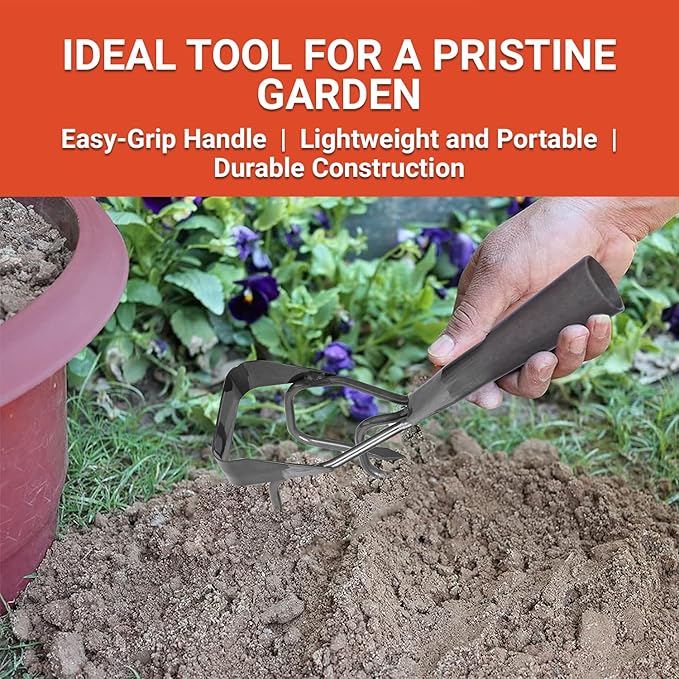 IDEAL TOOL FOR A PRISTINE
GARDEN
Easy-Grip Handle | Lightweight and Portable |
Durable Construction